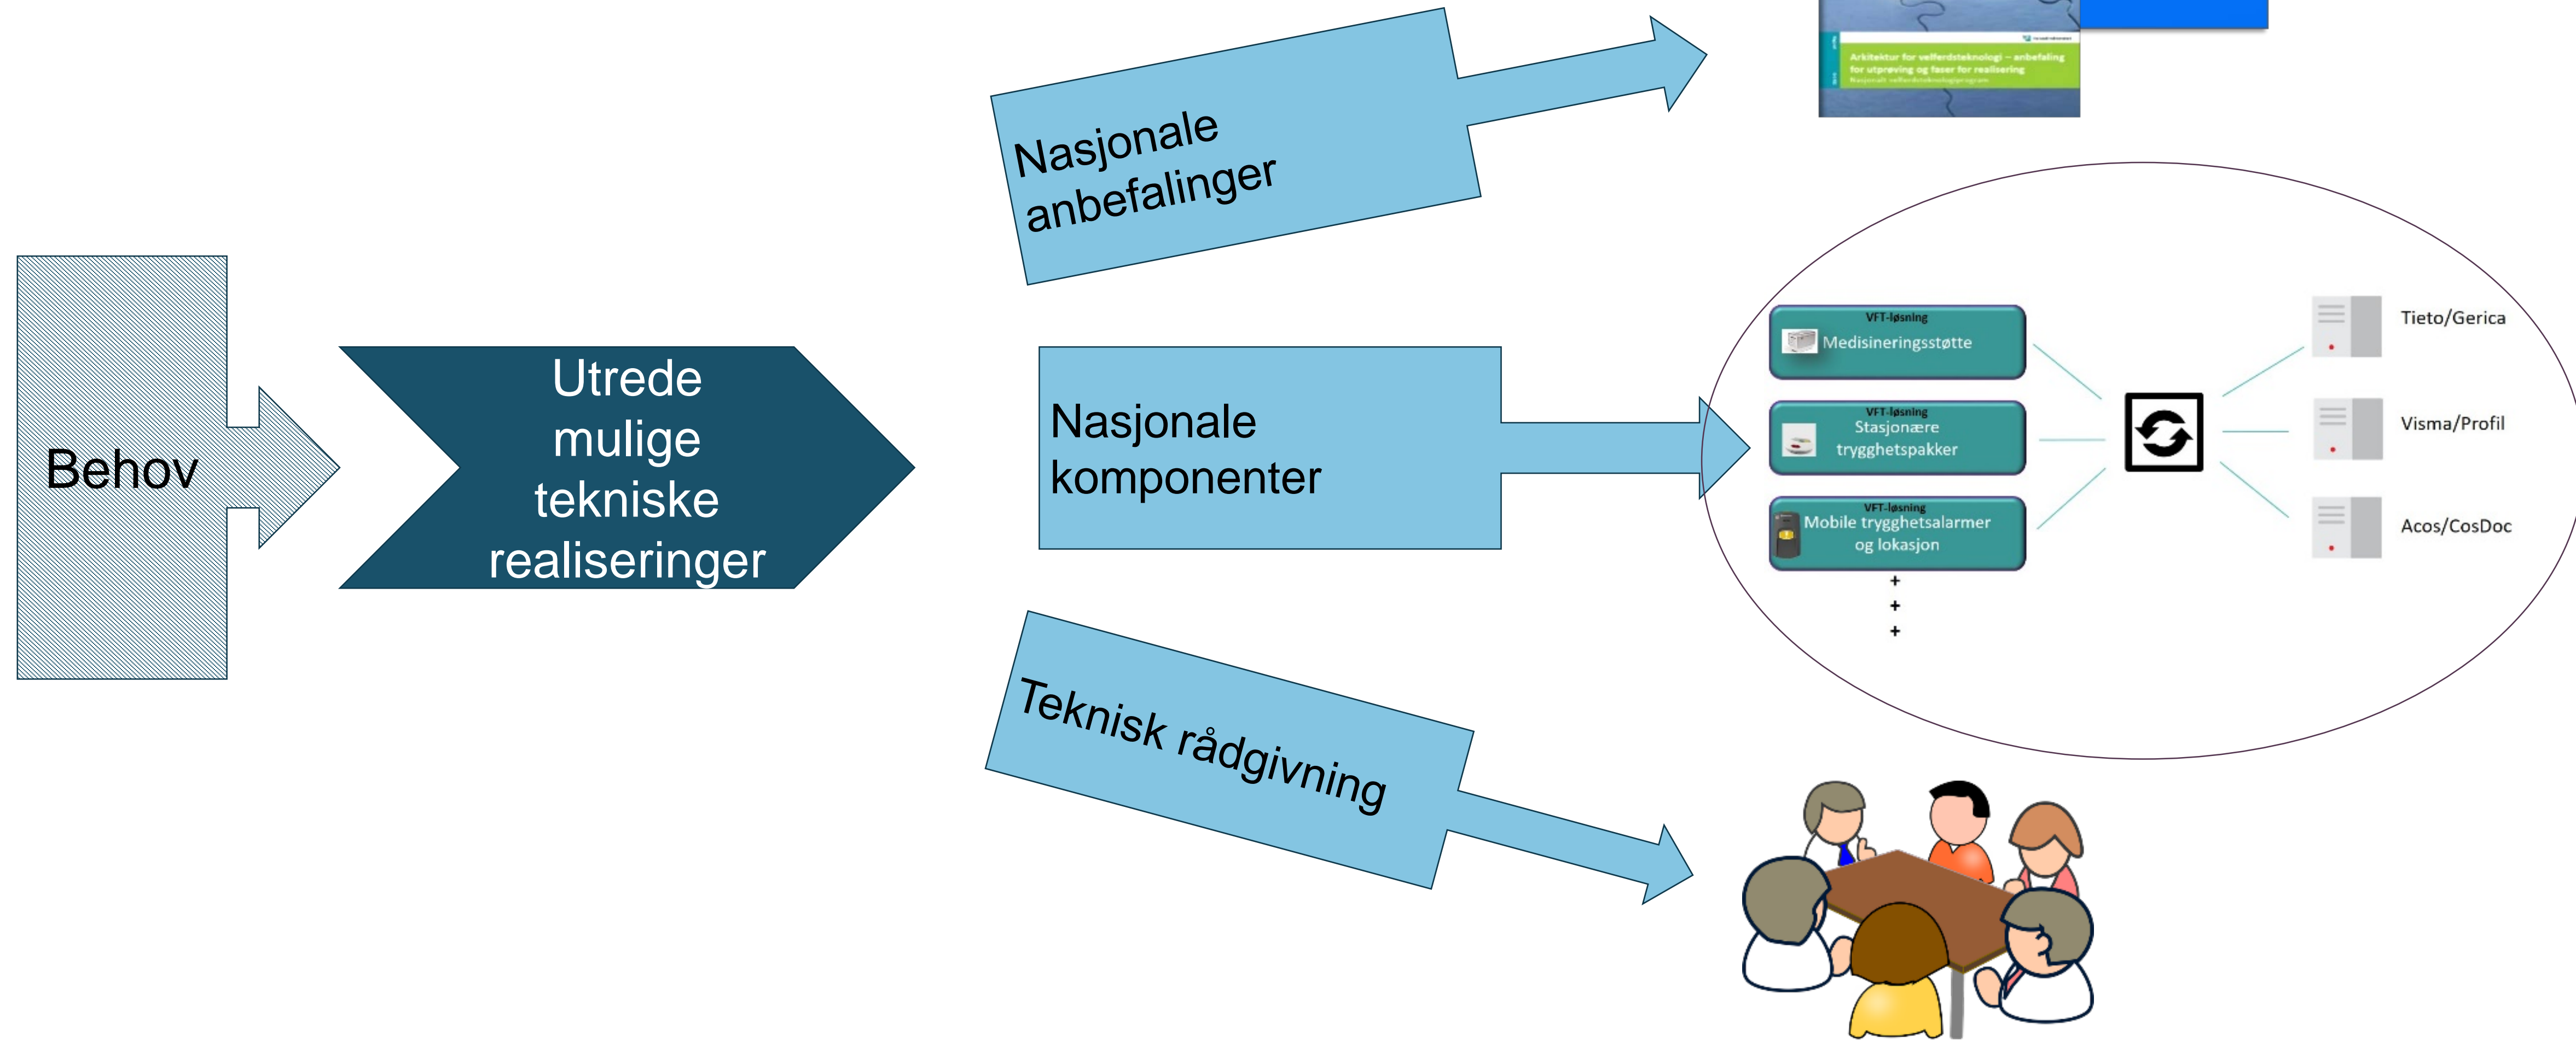 Arkitektur for velferdsteknologi – anbefaling
for utprøving og faser for realisering
Nasjonalt velferdsteknologiprogram
Nasjonale
anbefalinger
Behov
Utrede
mulige
tekniske
realiseringer
Nasjonale
komponenter
VFT-løsning
Medisineringsstøtte
VFT-løsning
Stasjonære
trygghetspakker
VFT-løsning
Mobile trygghetsalarmer
og lokasjon
+
+
+
Tieto/Gerica
Visma/Profil
Acos/CosDoc
Teknisk rådgivning